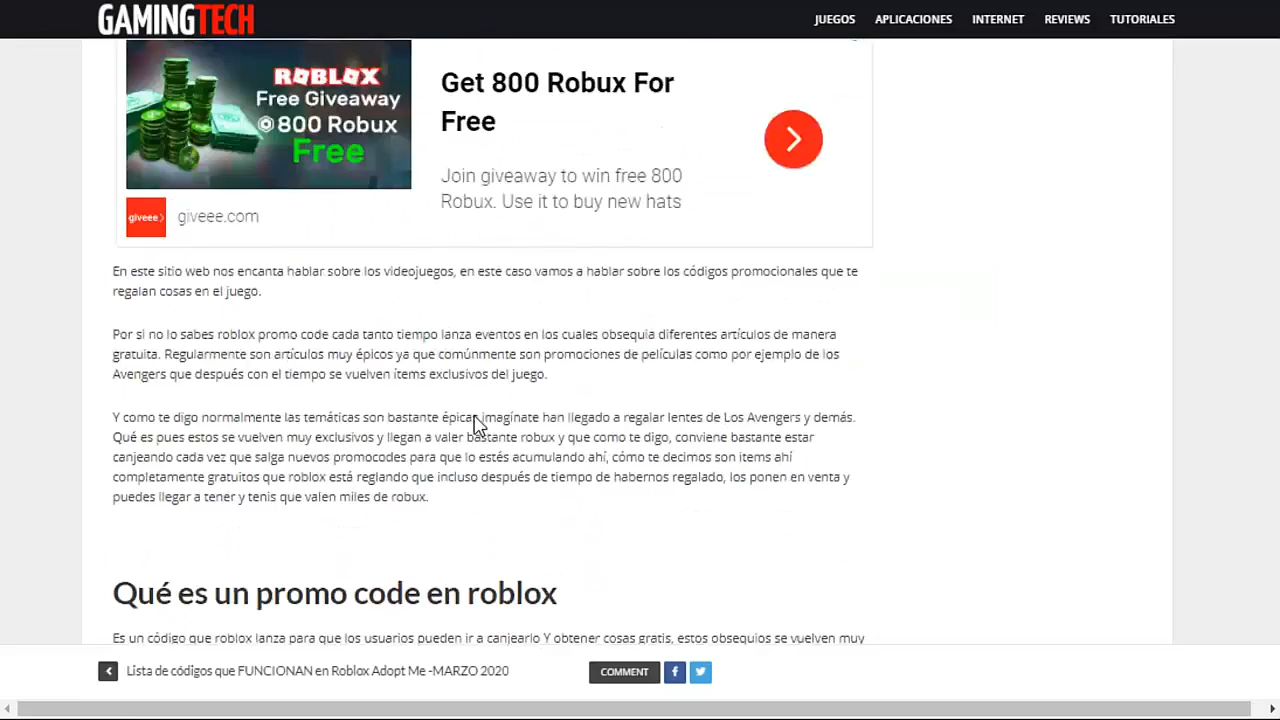 GAMINGTECH
JUEGOS APLICACIONES INTERNET REVIEWS TUTORIALES
ROBLOX
Free Giveaway
800 Robux
Free
Get 800 Robux For
Free
Join giveaway to win free 800
Robux. Use it to buy new hats
giveee
giveee.com
En este sitio web nos encanta hablar sobre los videojuegos, en este caso vamos a hablar sobre los códigos promocionales que te
regalan cosas en el juego.
Por si no lo sabes roblox promo code cada tanto tiempo lanza eventos en los cuales obsequia diferentes artículos de manera
gratuita. Regularmente son artículos muy épicos ya que comúnmente son promociones de películas como por ejemplo de los
Avengers que después con el tiempo se vuelven ítems exclusivos del juego.
Y como te digo normalmente las temáticas son bastante épicas imagínate han llegado a regalar lentes de Los Avengers y demás.
Qué es pues estos se vuelven muy exclusivos y llegan a valer bastante robux y que como te digo, conviene bastante estar
canjeando cada vez que salga nuevos promocodes para que lo estés acumulando ahí, cómo te decimos son items ahí
completamente gratuitos que roblox está reglando que incluso después de tiempo de habernos regalado, los ponen en venta y
puedes llegar a tener y tenis que valen miles de robux.
Qué es un promo code en roblox
Es un código que roblox lanza para que los usuarios pueden ir a canjearlo Y obtener cosas gratis, estos obsequios se vuelven muy
Lista de códigos que FUNCIONAN en Roblox Adopt Me -MARZO 2020
COMMENT